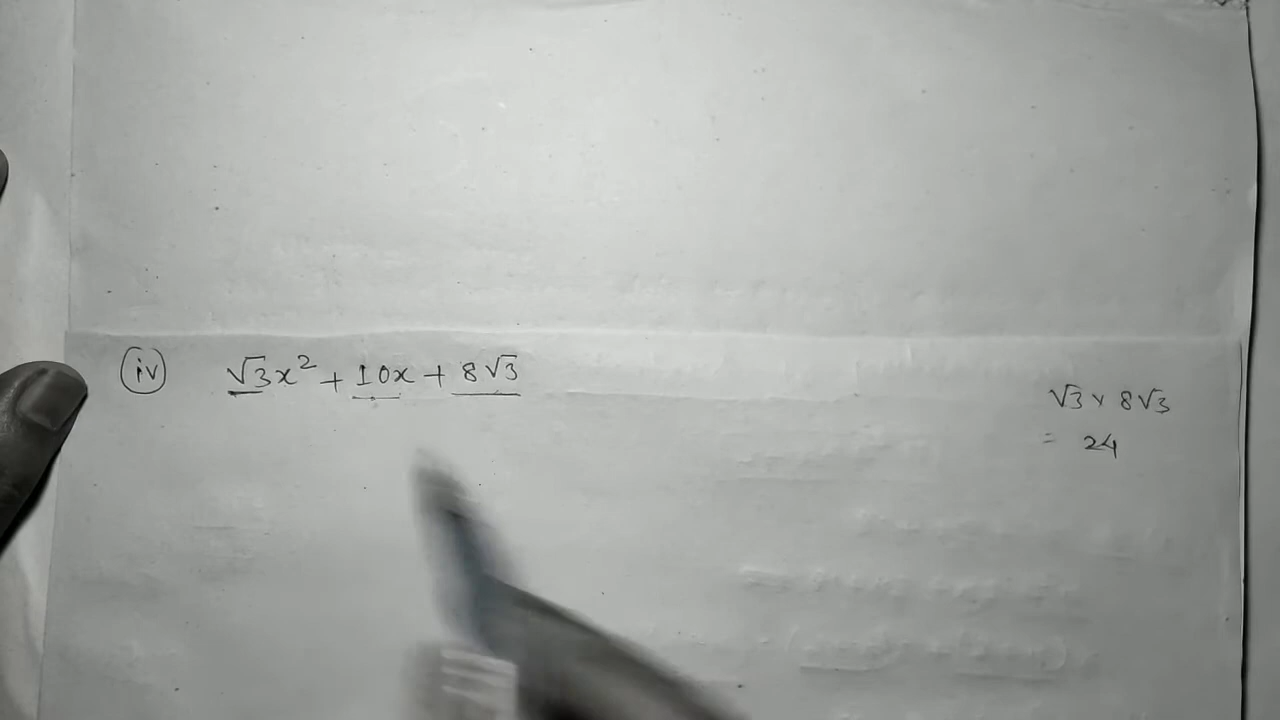 (iv) √3x² + 10x + 8√3
√3 × 8√3
= 24